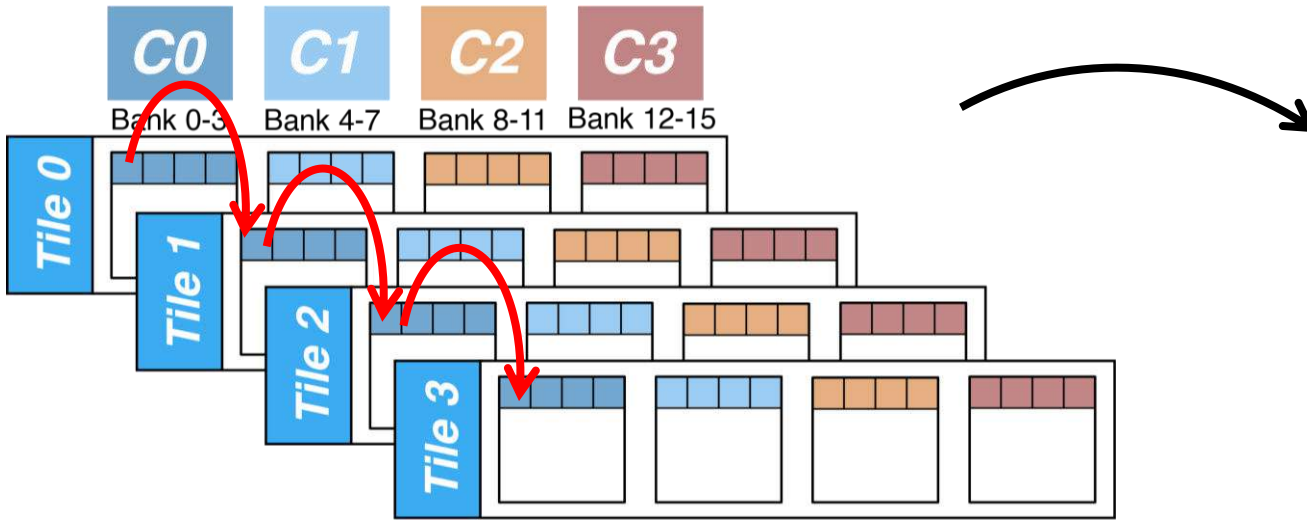 C0 C1 C2 C3
Bank 0-3 Bank 4-7 Bank 8-11 Bank 12-15
Tile 0
Tile 1
Tile 2
Tile 3